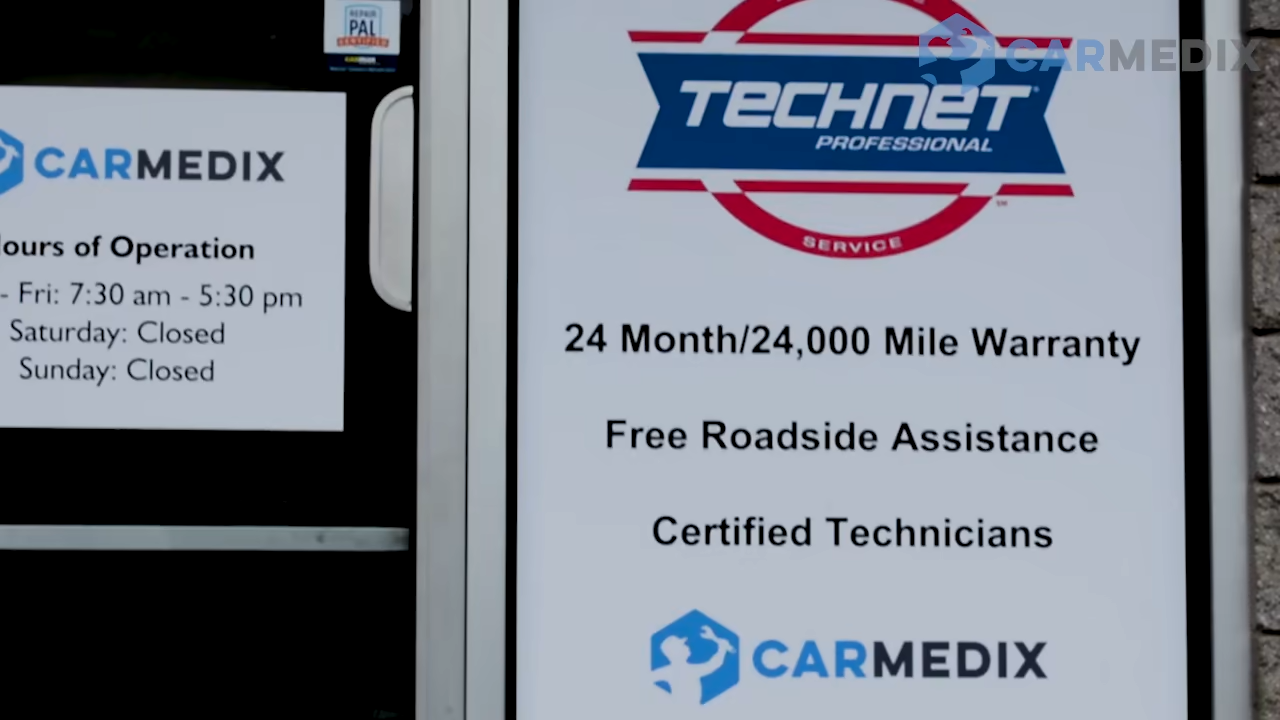 REPAIR
PAL
CERTIFIED
CARMEDIX
ours of Operation
- Fri: 7:30 am - 5:30 pm
Saturday: Closed
Sunday: Closed
TECHNET
PROFESSIONAL
SERVICE
24 Month/24,000 Mile Warranty
Free Roadside Assistance
Certified Technicians
CARMEDIX
CARMEDIX